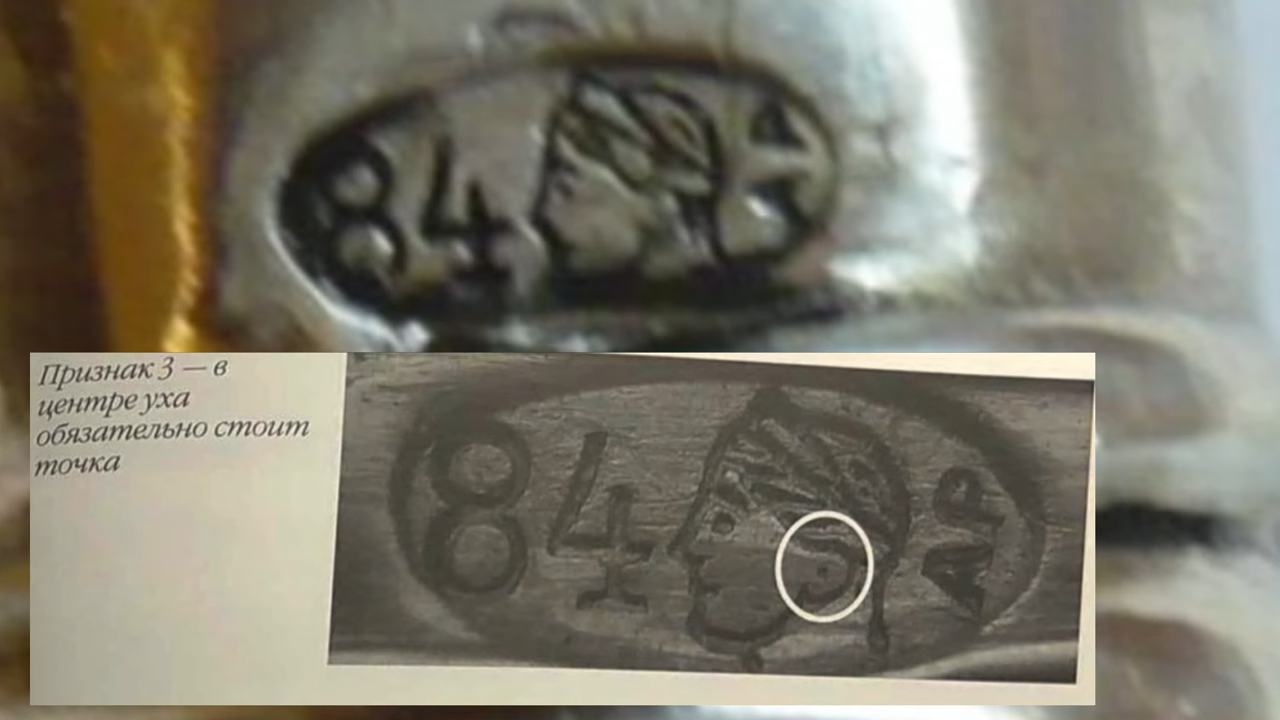 84
Признак 3 — в
центре уха
обязательно стоит
точка
84